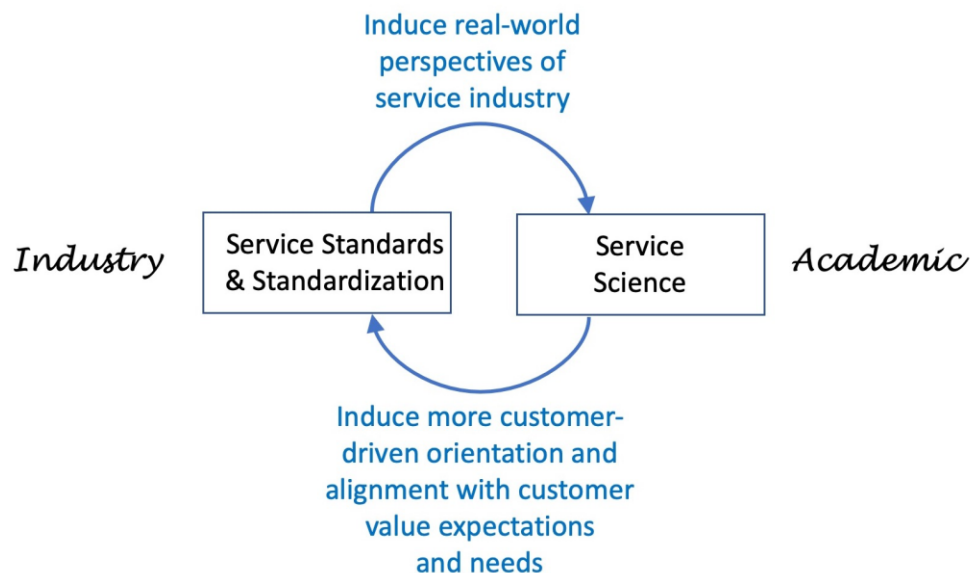 Induce real-world
perspectives of
service industry
Industry
Service Standards
& Standardization
Service
Science
Academic
Induce more customer-
driven orientation and
alignment with customer
value expectations
and needs